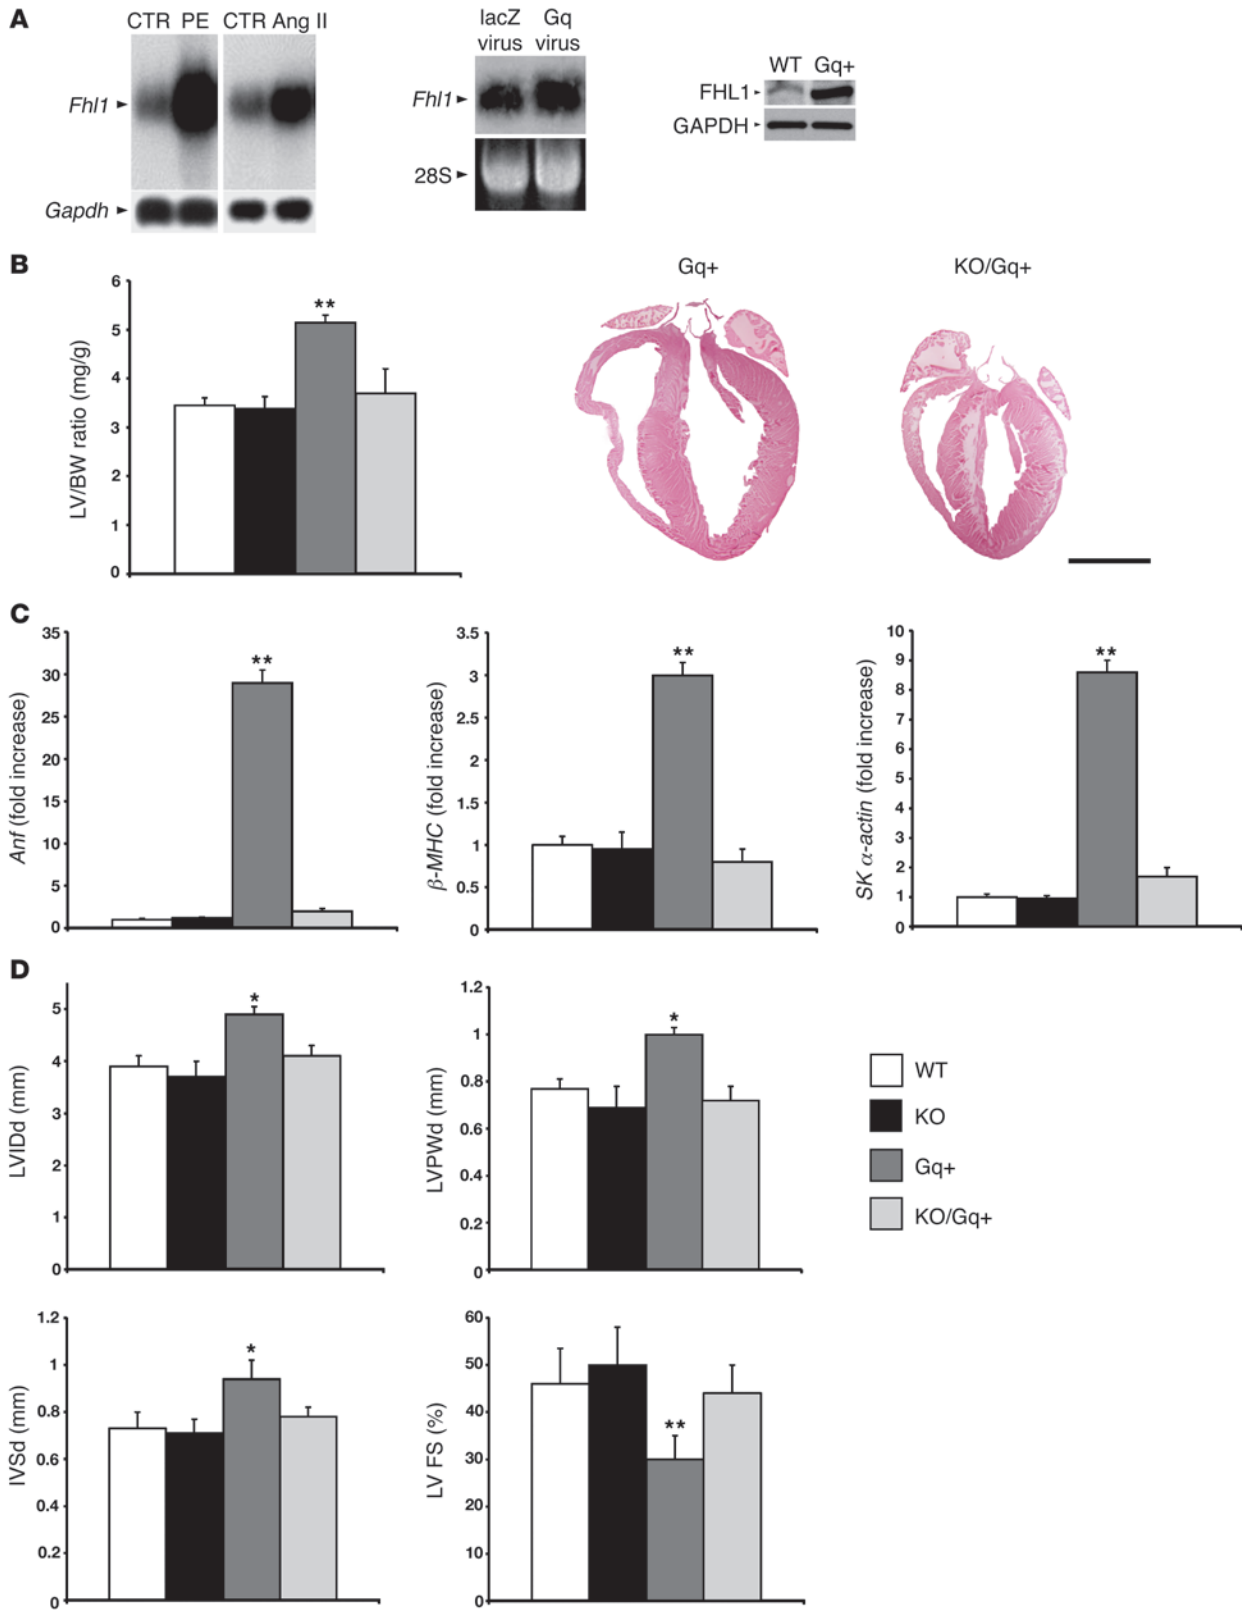 A
CTR PE CTR Ang II
Fhl1
Gapdh
lacZ virus Gq virus
Fhl1
28S
WT Gq+
FHL1
GAPDH
B
LV/BW ratio (mg/g)
6
5
4
3
2
1
0
**
Gq+
KO/Gq+
C
Anf (fold increase)
35
30
25
20
15
10
5
0
**
β-MHC (fold increase)
3.5
3
2.5
2
1.5
1
0.5
0
**
SK α-actin (fold increase)
10
9
8
7
6
5
4
3
2
1
0
**
D
LVIDd (mm)
5
4
3
2
1
0
*
LVPWd (mm)
1.2
1
0.8
0.6
0.4
0.2
0
*
WT
KO
Gq+
KO/Gq+
IVSd (mm)
1.2
1
0.8
0.6
0.4
0.2
0
*
LV FS (%)
60
50
40
30
20
10
0
**